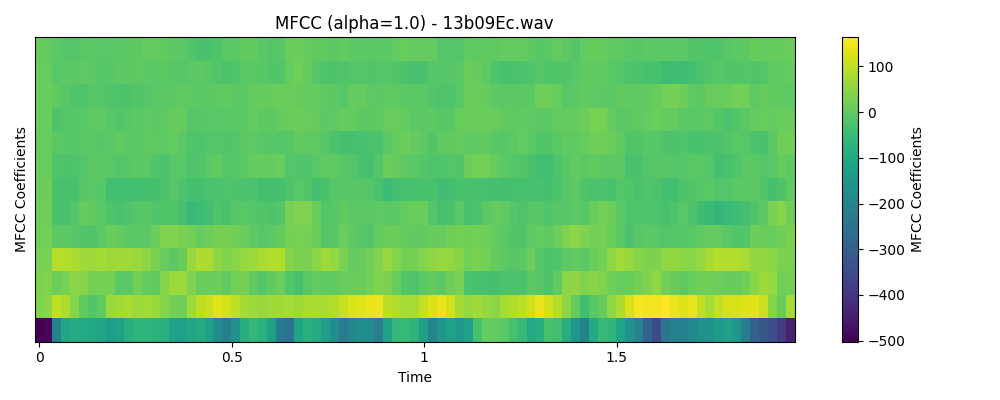 MFCC (alpha=1.0) - 13b09Ec.wav
MFCC Coefficients
0
0.5
1
1.5
Time
100
0
−100
−200
−300
−400
−500
MFCC Coefficients